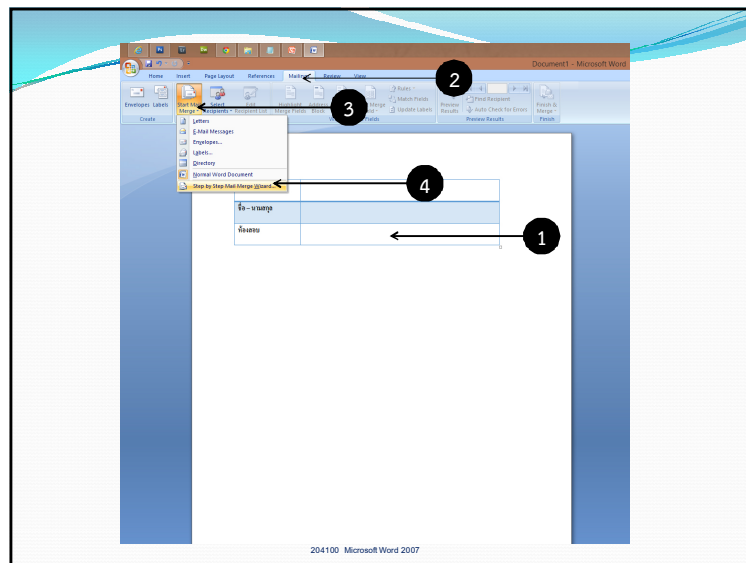 Document1 - Microsoft Word
Home Insert Page Layout References Mailings Review View
2
Envelopes Labels
Start Mail Merge Select Recipients Edit Recipient List
Highlight Merge Fields Address Block
Rules
Match Fields
Update Labels
Preview Results
Find Recipient
Auto Check for Errors
Finish & Merge
Create
Fields
Preview Results
Finish
3
Letters
E-Mail Messages
Envelopes...
Labels...
Directory
Normal Word Document
Step by Step Mail Merge Wizard...
4
ชื่อ – นามสกุล
ห้องสอบ
1
204100 Microsoft Word 2007